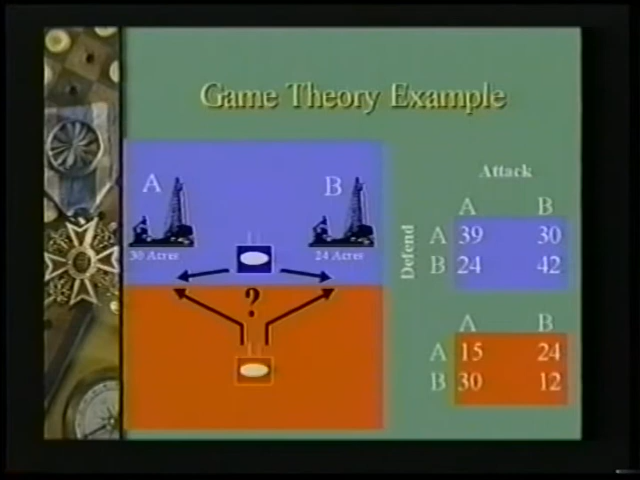 Game Theory Example
A
B
30 Acres
24 Acres
?
Attack
Defend
A B
A 39 30
B 24 42
A B
A 15 24
B 30 12